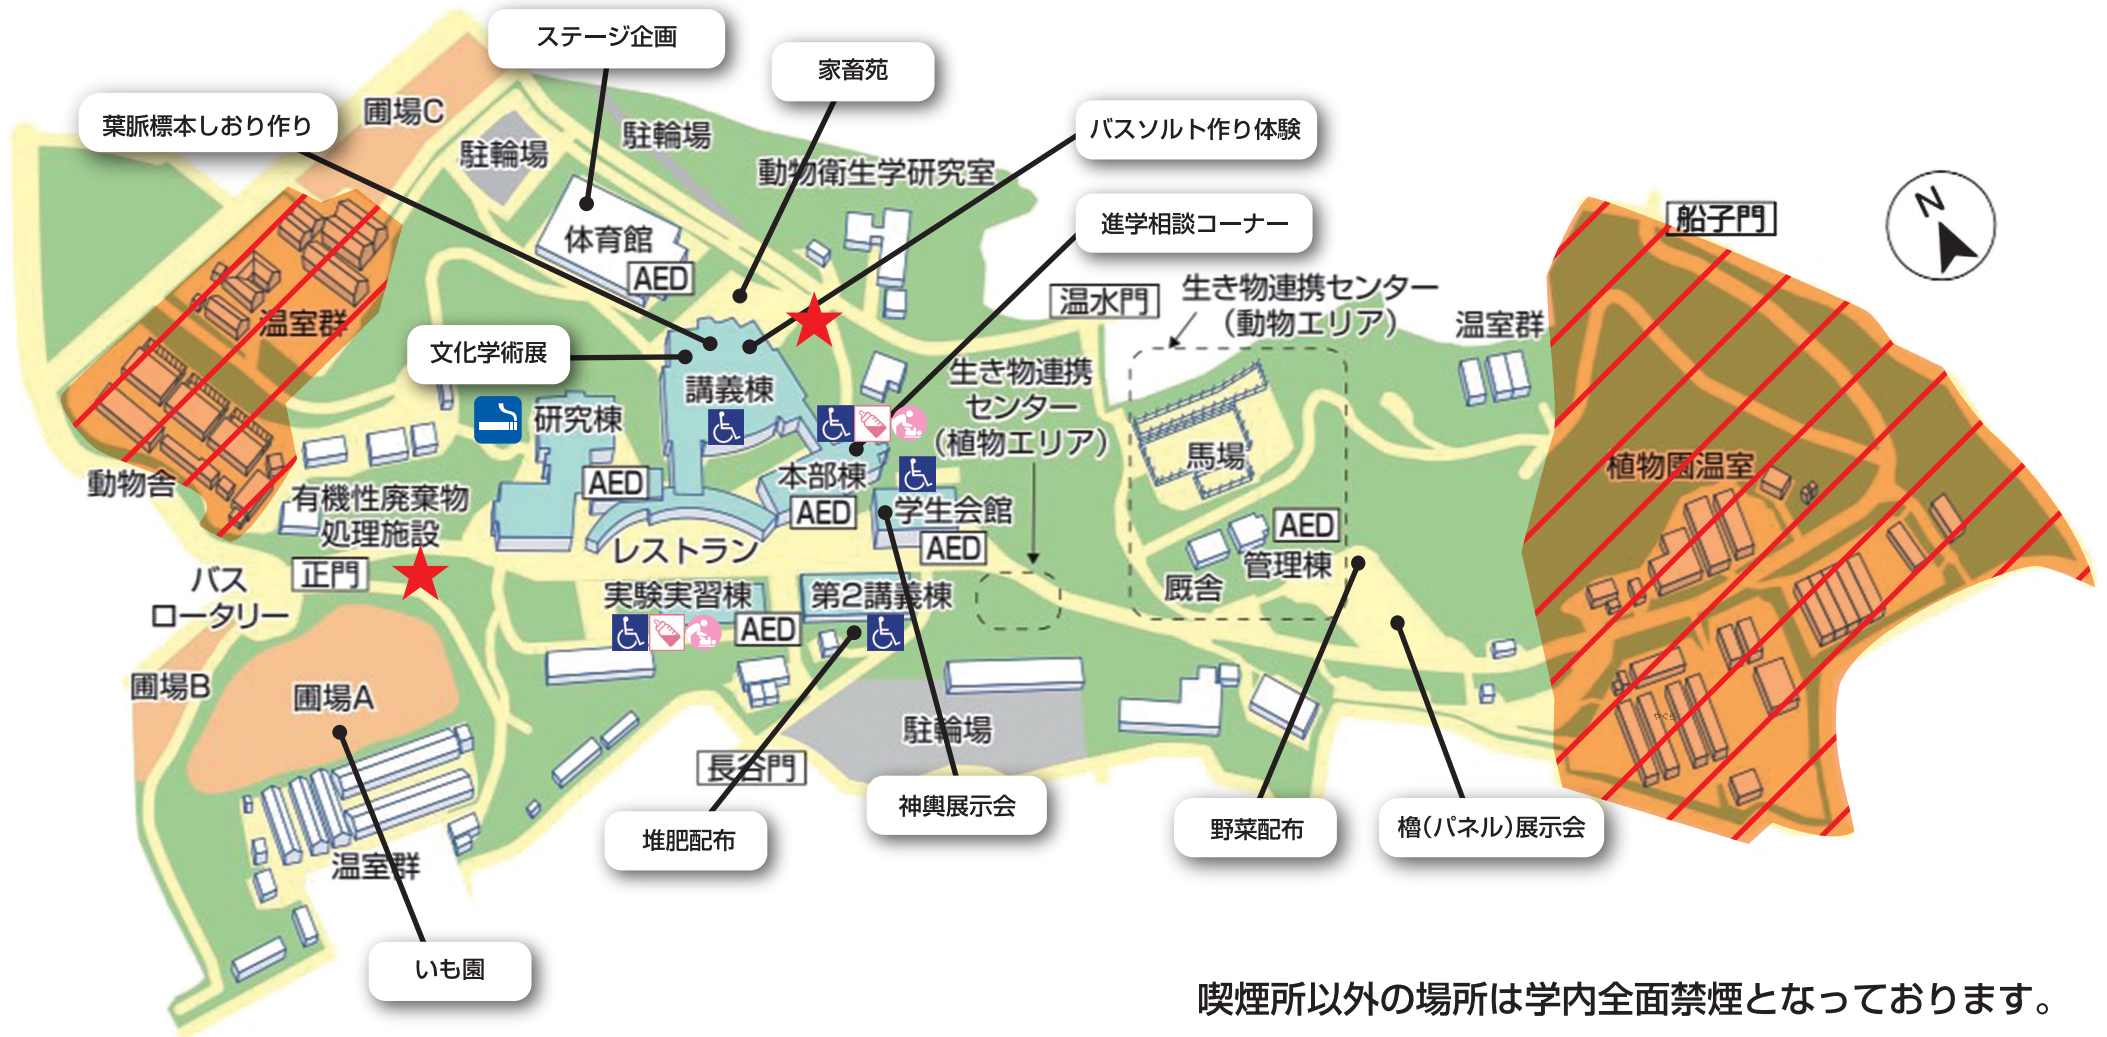 ステージ企画
家畜苑
葉脈標本しおり作り
圃場C
駐輪場
駐輪場
バスソルト作り体験
動物衛生学研究室
進学相談コーナー
船子門
N
体育館
AED
温室群
温水門
生き物連携センター
（動物エリア）
温室群
文化学術展
講義棟
研究棟
生き物連携
センター
（植物エリア）
馬場
植物園温室
動物舎
有機性廃棄物
処理施設
AED
本部棟
AED
学生会館
AED
AED
管理棟
厩舎
レストラン
正門
バス
ロータリー
実験実習棟
AED
第2講義棟
圃場B
圃場A
駐輪場
やぐら
長谷門
堆肥配布
神輿展示会
野菜配布
櫓(パネル)展示会
温室群
いも園
喫煙所以外の場所は学内全面禁煙となっております。